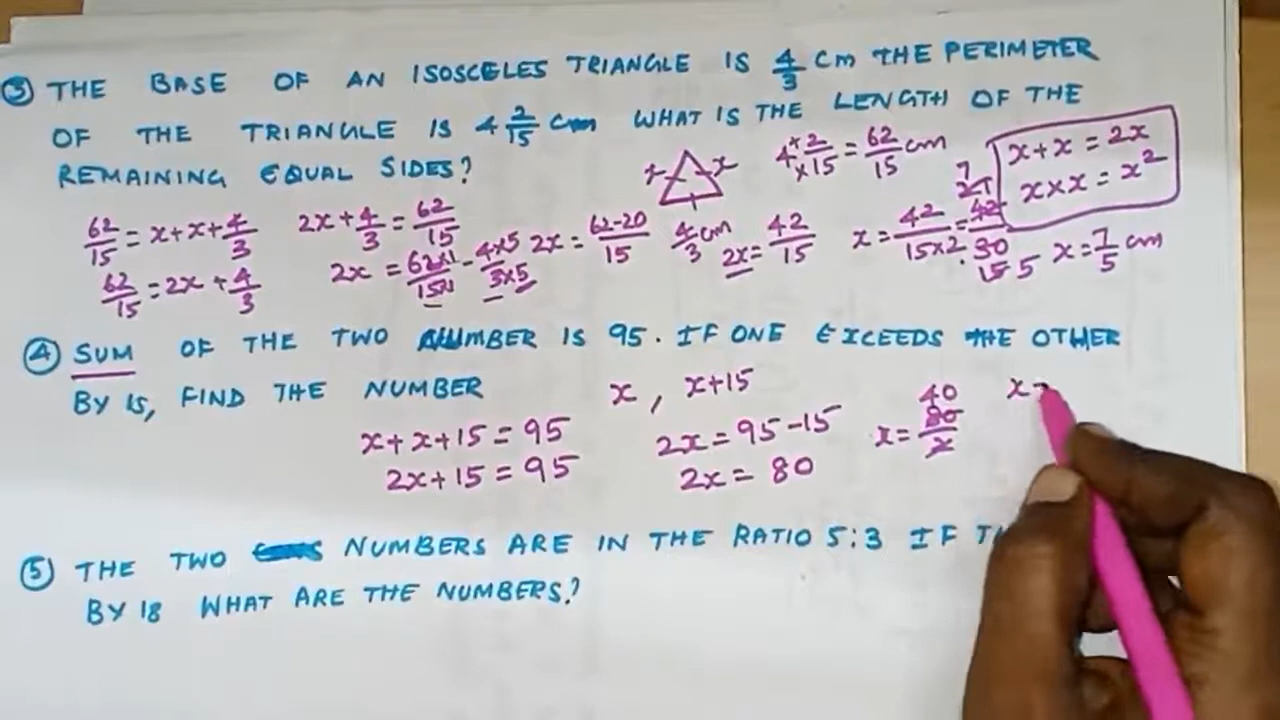 ③ THE BASE OF AN ISOSCELES TRIANGLE IS 4/3 cm THE PERIMETER
OF THE TRIANGLE IS 4 2/15 cm WHAT IS THE LENGTH OF THE
REMAINING EQUAL SIDES?
x x
4/3 cm
4 + 2 / × 15 = 62/15 cm
x + x = 2x
x × x = x²
62/15 = x + x + 4/3
62/15 = 2x + 4/3
2x + 4/3 = 62/15
2x = 62×1/15×1 - 4×5/3×5
2x = 62-20/15
2x = 42/15
x = 42/15×2 = 42/30
21 7
15 5
x = 7/5 cm
④ SUM OF THE TWO NUMBER IS 95. IF ONE EXCEEDS THE OTHER
BY 15, FIND THE NUMBER
x, x+15
x + x + 15 = 95
2x + 15 = 95
2x = 95 - 15
2x = 80
x = 80/2
40
x =
⑤ THE TWO NUMBERS ARE IN THE RATIO 5:3 IF
BY 18 WHAT ARE THE NUMBERS?